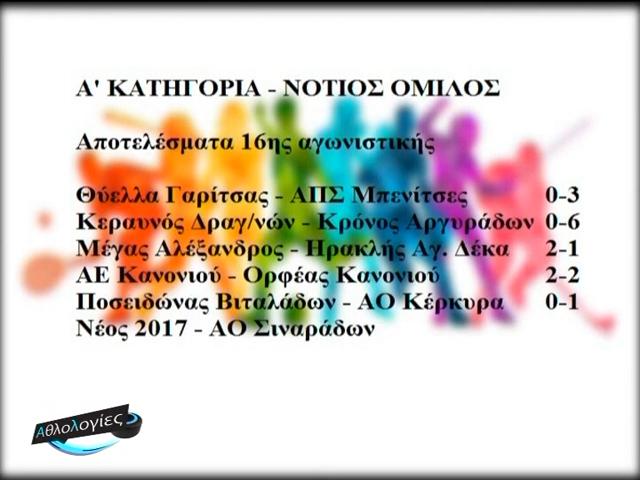 Α' ΚΑΤΗΓΟΡΙΑ - ΝΟΤΙΟΣ ΟΜΙΛΟΣ
Αποτελέσματα 16ης αγωνιστικής
Θύελλα Γαρίτσας - ΑΠΣ Μπενίτσες 0-3
Κεραυνός Δραγ/νών - Κρόνος Αργυράδων 0-6
Μέγας Αλέξανδρος - Ηρακλής Αγ. Δέκα 2-1
ΑΕ Κανονιού - Ορφέας Κανονιού 2-2
Ποσειδώνας Βιταλάδων - ΑΟ Κέρκυρα 0-1
Νέος 2017 - ΑΟ Σιναράδων
Αθλολογίες